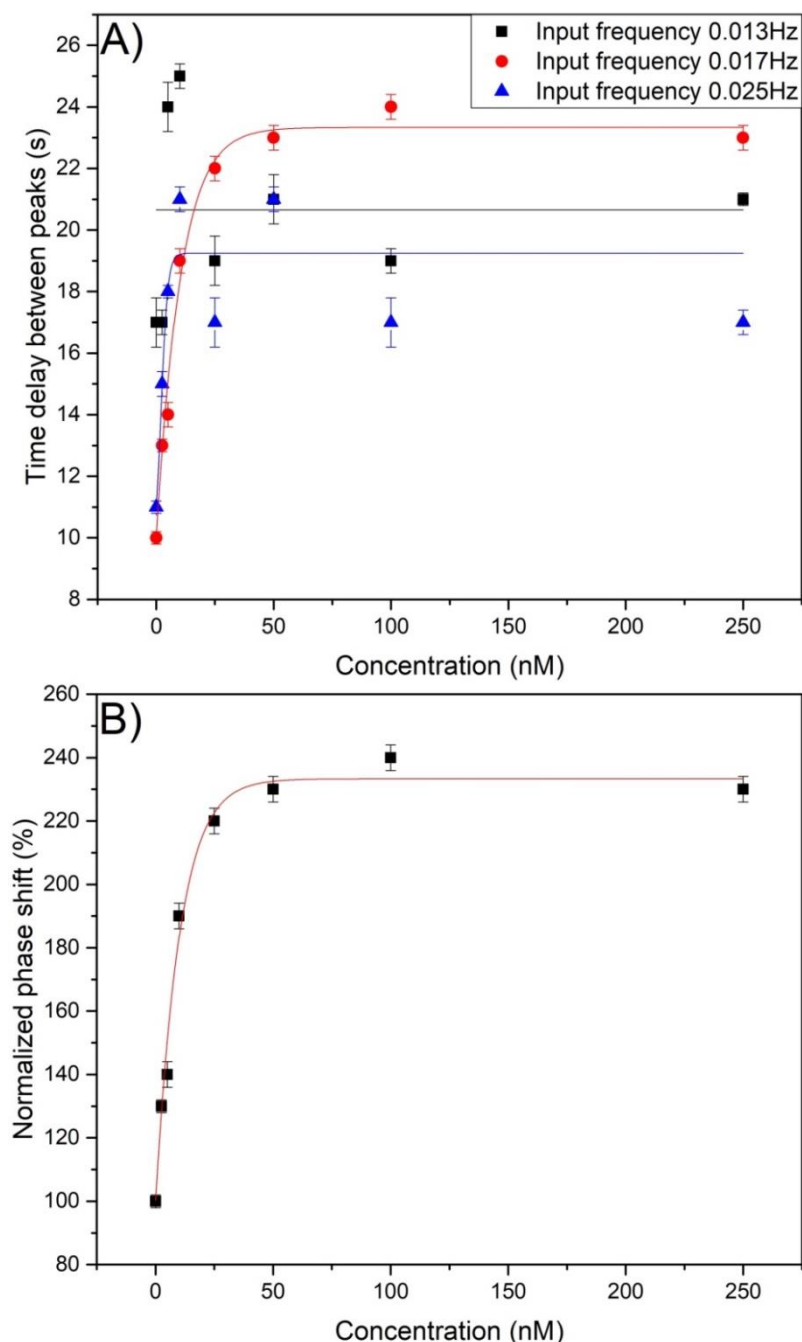 A)
Input frequency 0.013Hz
Input frequency 0.017Hz
Input frequency 0.025Hz
26
24
22
20
18
16
14
12
10
8
Time delay between peaks (s)
0 50 100 150 200 250
Concentration (nM)
B)
260
240
220
200
180
160
140
120
100
80
Normalized phase shift (%)
0 50 100 150 200 250
Concentration (nM)